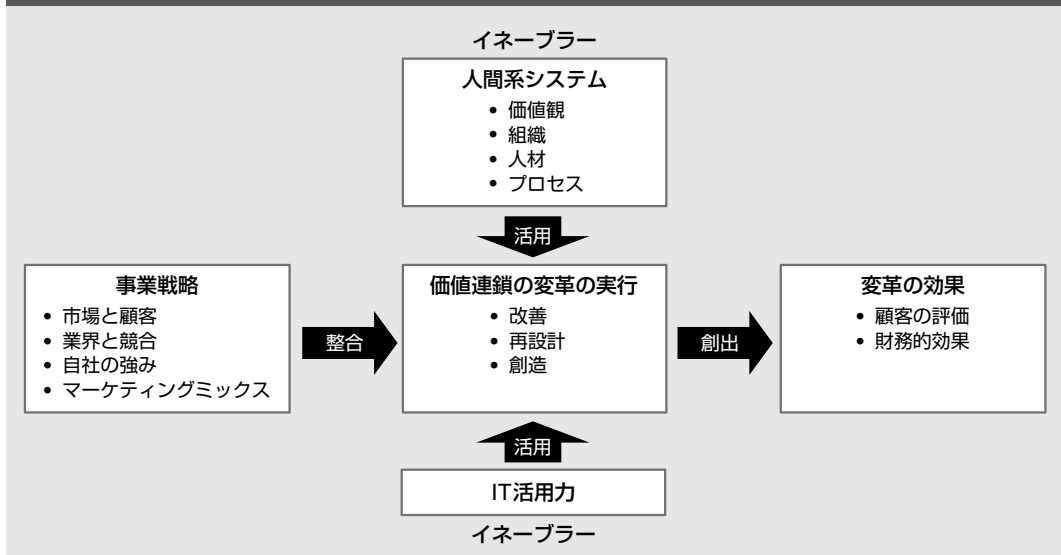 イネーブラー
人間系システム
• 価値観
• 組織
• 人材
• プロセス
活用
事業戦略
• 市場と顧客
• 業界と競合
• 自社の強み
• マーケティングミックス
整合
価値連鎖の変革の実行
• 改善
• 再設計
• 創造
創出
変革の効果
• 顧客の評価
• 財務的効果
活用
IT活用力
イネーブラー